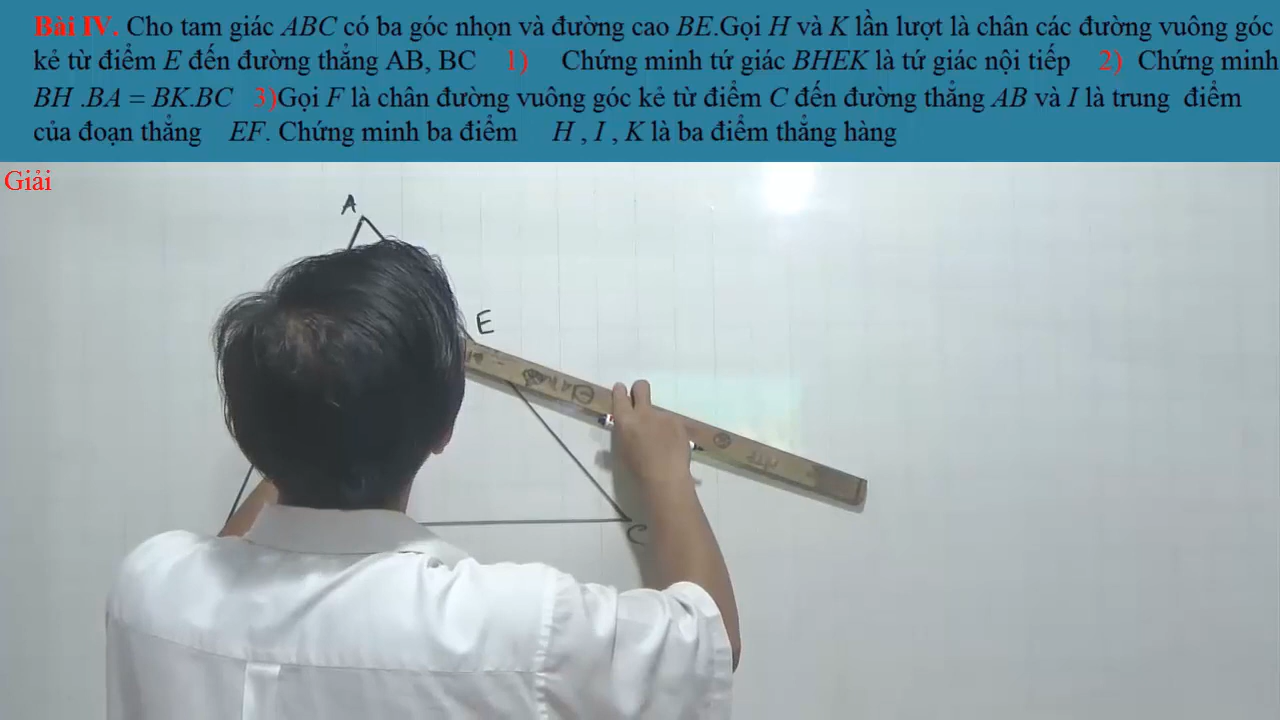 Bài IV. Cho tam giác ABC có ba góc nhọn và đường cao BE.Gọi H và K lần lượt là chân các đường vuông góc
kẻ từ điểm E đến đường thẳng AB, BC 1) Chứng minh tứ giác BHEK là tứ giác nội tiếp 2) Chứng minh
BH .BA = BK.BC 3)Gọi F là chân đường vuông góc kẻ từ điểm C đến đường thẳng AB và I là trung điểm
của đoạn thẳng EF. Chứng minh ba điểm H , I , K là ba điểm thẳng hàng
Giải
A
E
C